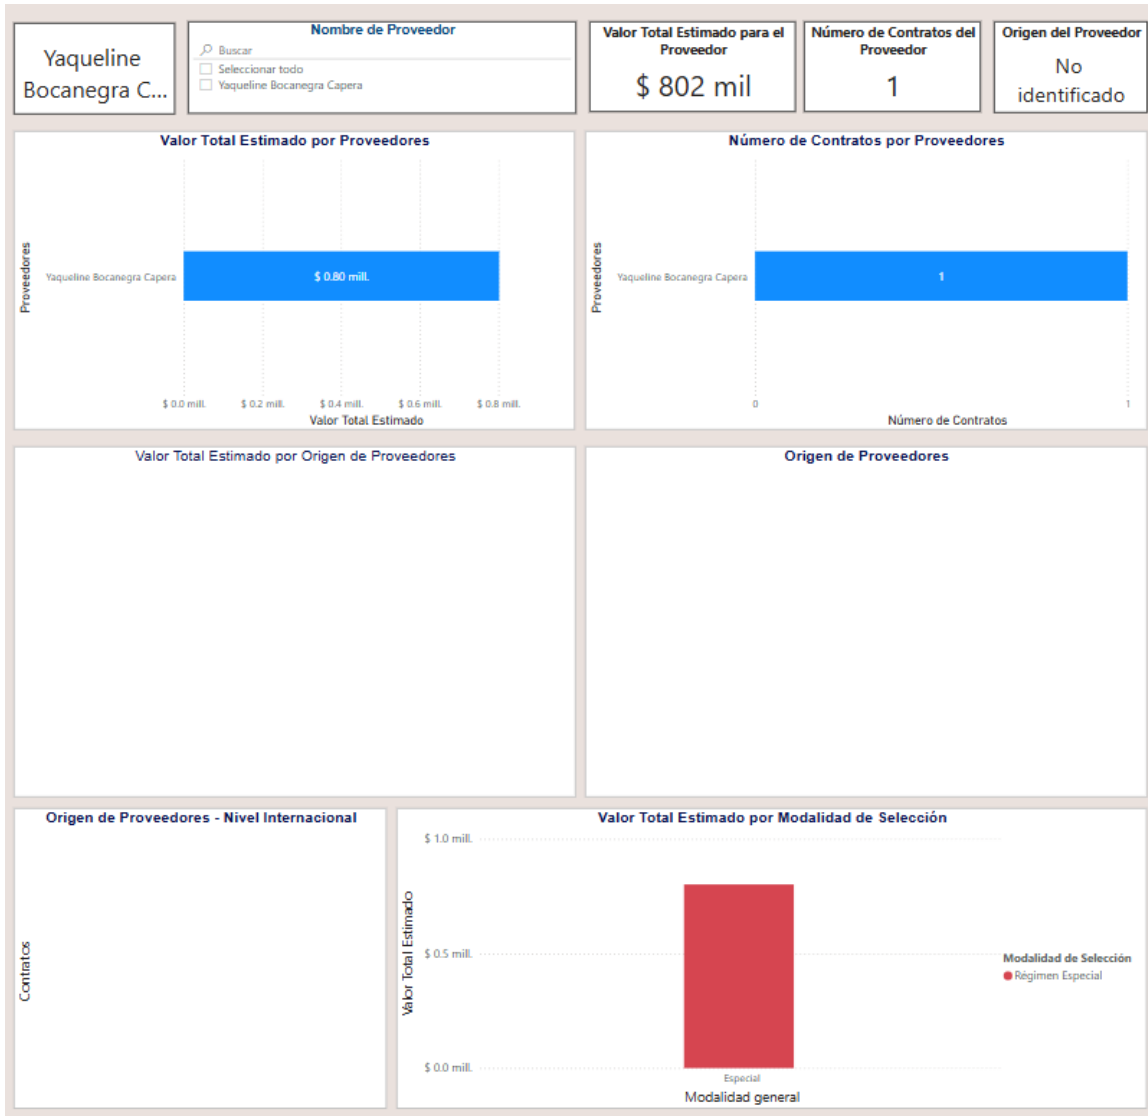 Yaqueline
Bocanegra C...
Nombre de Proveedor
Buscar
Seleccionar todo
Yaqueline Bocanegra Capera
Valor Total Estimado para el
Proveedor
$ 802 mil
Número de Contratos del
Proveedor
1
Origen del Proveedor
No
identificado
Valor Total Estimado por Proveedores
Proveedores
Yaqueline Bocanegra Capera
$ 0.80 mill.
$ 0.0 mill.
$ 0.2 mill.
$ 0.4 mill.
$ 0.6 mill.
$ 0.8 mill.
Valor Total Estimado
Número de Contratos por Proveedores
Proveedores
Yaqueline Bocanegra Capera
1
0
1
Número de Contratos
Valor Total Estimado por Origen de Proveedores
Origen de Proveedores
Origen de Proveedores - Nivel Internacional
Contratos
Valor Total Estimado por Modalidad de Selección
Valor Total Estimado
$ 1.0 mill.
$ 0.5 mill.
$ 0.0 mill.
Especial
Modalidad general
Modalidad de Selección
Régimen Especial